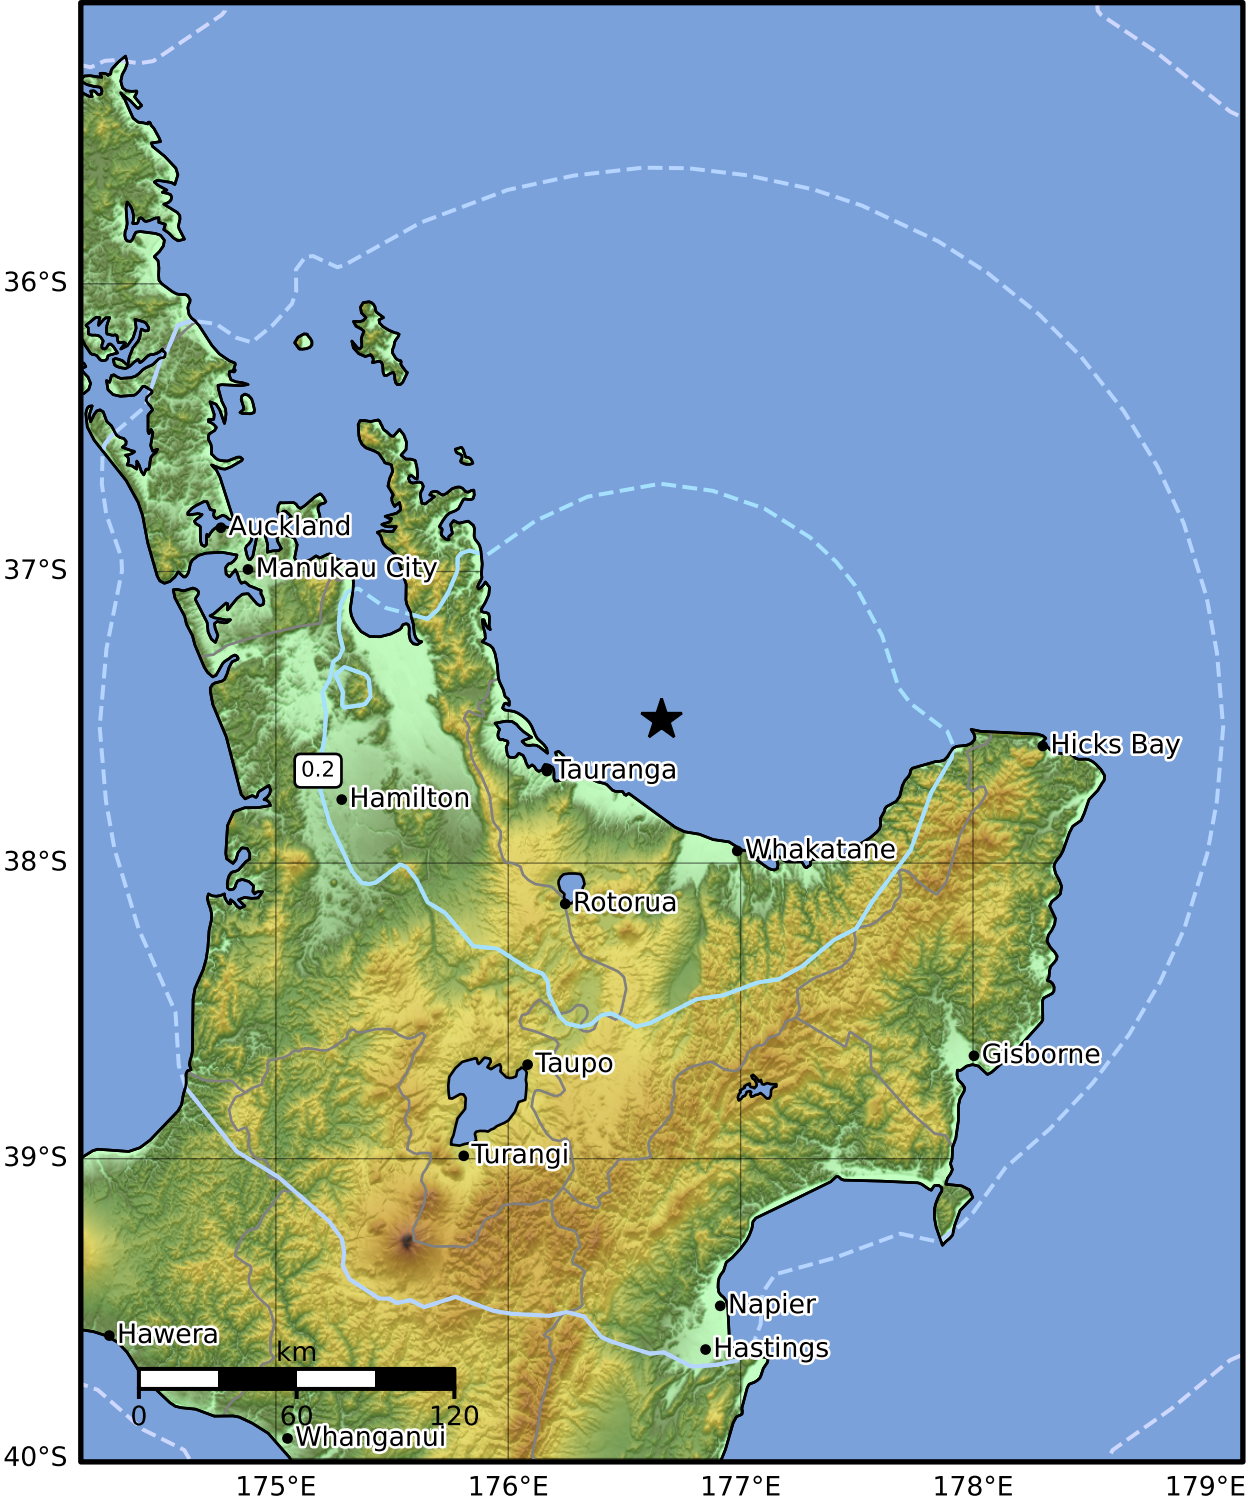 36°S
Auckland
37°S
Manukau City
Hicks Bay
0.2
Tauranga
Hamilton
Whakatane
38°S
Rotorua
Gisborne
Taupo
39°S
Turangi
Napier
Hawera
Hastings
km
0 60 120
Whanganui
40°S
175°E 176°E 177°E 178°E 179°E